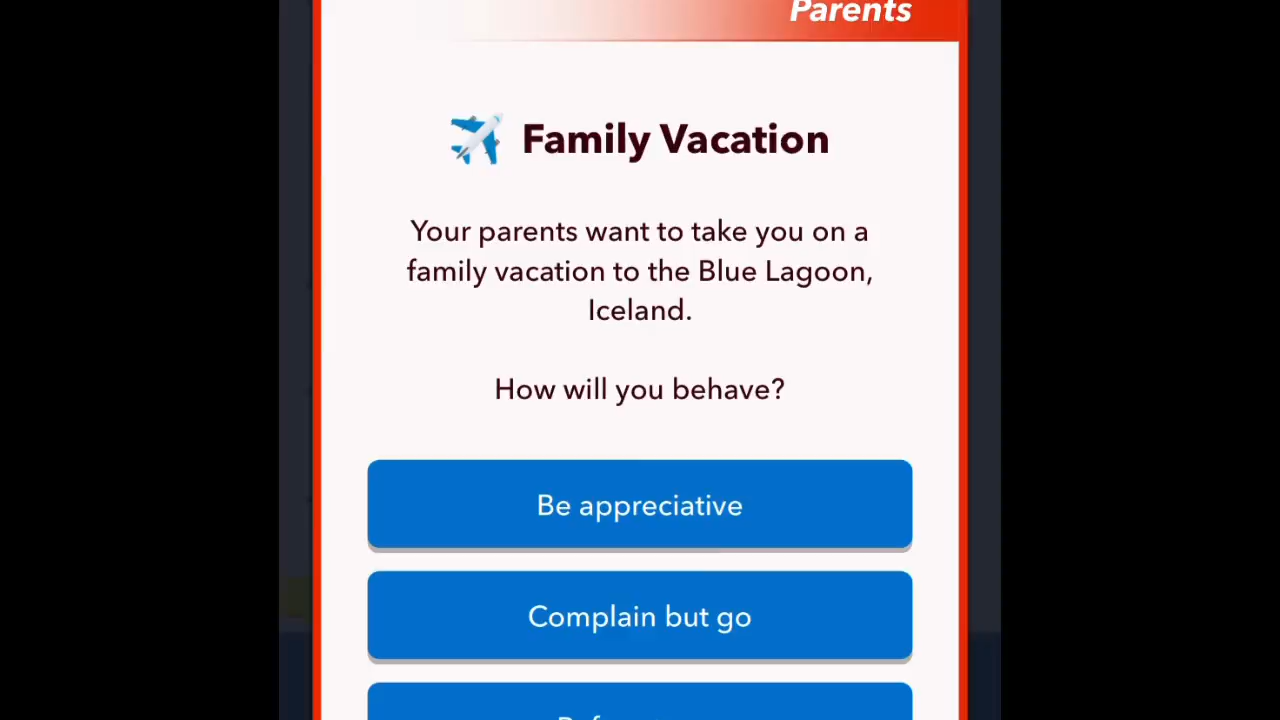 Parents
Family Vacation
Your parents want to take you on a
family vacation to the Blue Lagoon,
Iceland.
How will you behave?
Be appreciative
Complain but go